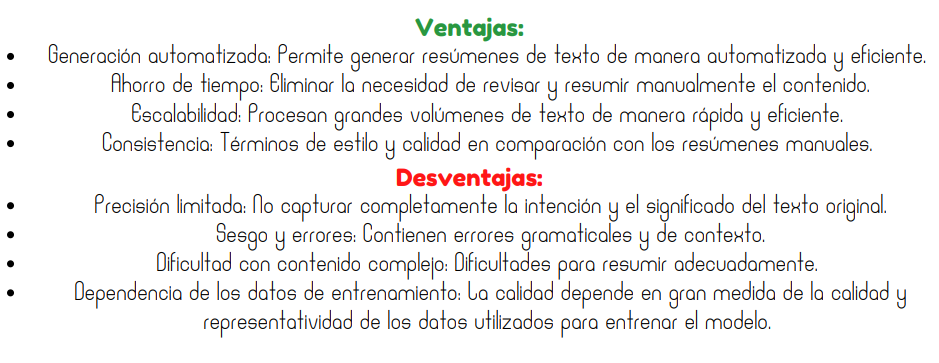 Ventajas:
• Generación automatizada: Permite generar resúmenes de texto de manera automatizada y eficiente.
• Ahorro de tiempo: Eliminar la necesidad de revisar y resumir manualmente el contenido.
• Escalabilidad: Procesan grandes volúmenes de texto de manera rápida y eficiente.
• Consistencia: Términos de estilo y calidad en comparación con los resúmenes manuales.
Desventajas:
• Precisión limitada: No capturar completamente la intención y el significado del texto original.
• Sesgo y errores: Contienen errores gramaticales y de contexto.
• Dificultad con contenido complejo: Dificultades para resumir adecuadamente.
• Dependencia de los datos de entrenamiento: La calidad depende en gran medida de la calidad y
representatividad de los datos utilizados para entrenar el modelo.